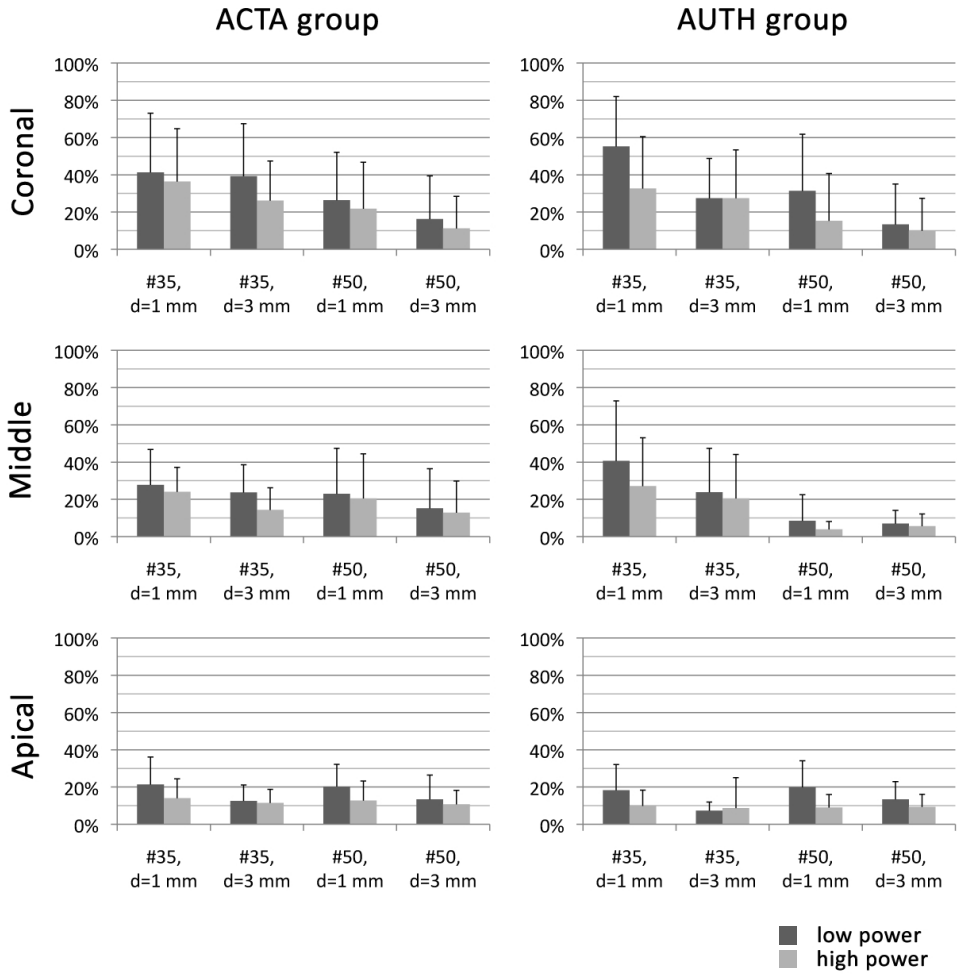 ACTA group
AUTH group
Coronal
100%
80%
60%
40%
20%
0%
#35, #35, #50, #50,
d=1 mm d=3 mm d=1 mm d=3 mm
100%
80%
60%
40%
20%
0%
#35, #35, #50, #50,
d=1 mm d=3 mm d=1 mm d=3 mm
Middle
100%
80%
60%
40%
20%
0%
#35, #35, #50, #50,
d=1 mm d=3 mm d=1 mm d=3 mm
100%
80%
60%
40%
20%
0%
#35, #35, #50, #50,
d=1 mm d=3 mm d=1 mm d=3 mm
Apical
100%
80%
60%
40%
20%
0%
#35, #35, #50, #50,
d=1 mm d=3 mm d=1 mm d=3 mm
100%
80%
60%
40%
20%
0%
#35, #35, #50, #50,
d=1 mm d=3 mm d=1 mm d=3 mm
low power
high power